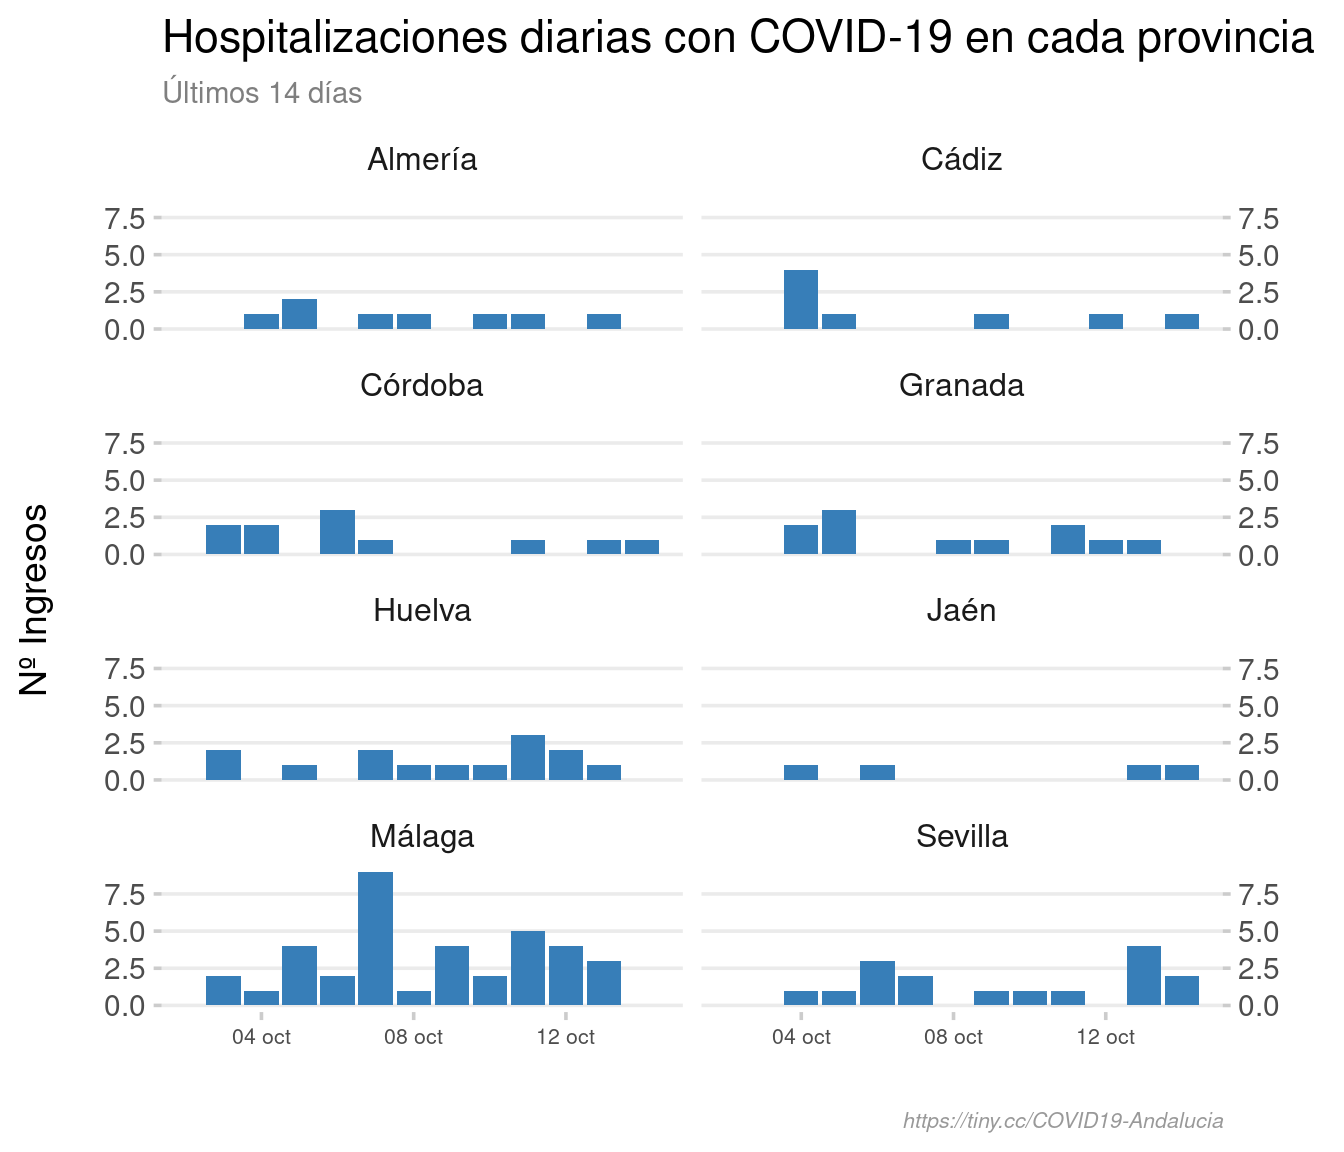 Hospitalizaciones diarias con COVID-19 en cada provincia
Últimos 14 días
Almería
Cádiz
7.5
5.0
2.5
0.0
7.5
5.0
2.5
0.0
Córdoba
Granada
7.5
5.0
2.5
0.0
7.5
5.0
2.5
0.0
Nº Ingresos
Huelva
Jaén
7.5
5.0
2.5
0.0
7.5
5.0
2.5
0.0
Málaga
Sevilla
7.5
5.0
2.5
0.0
7.5
5.0
2.5
0.0
04 oct 08 oct 12 oct
04 oct 08 oct 12 oct
https://tiny.cc/COVID19-Andalucia